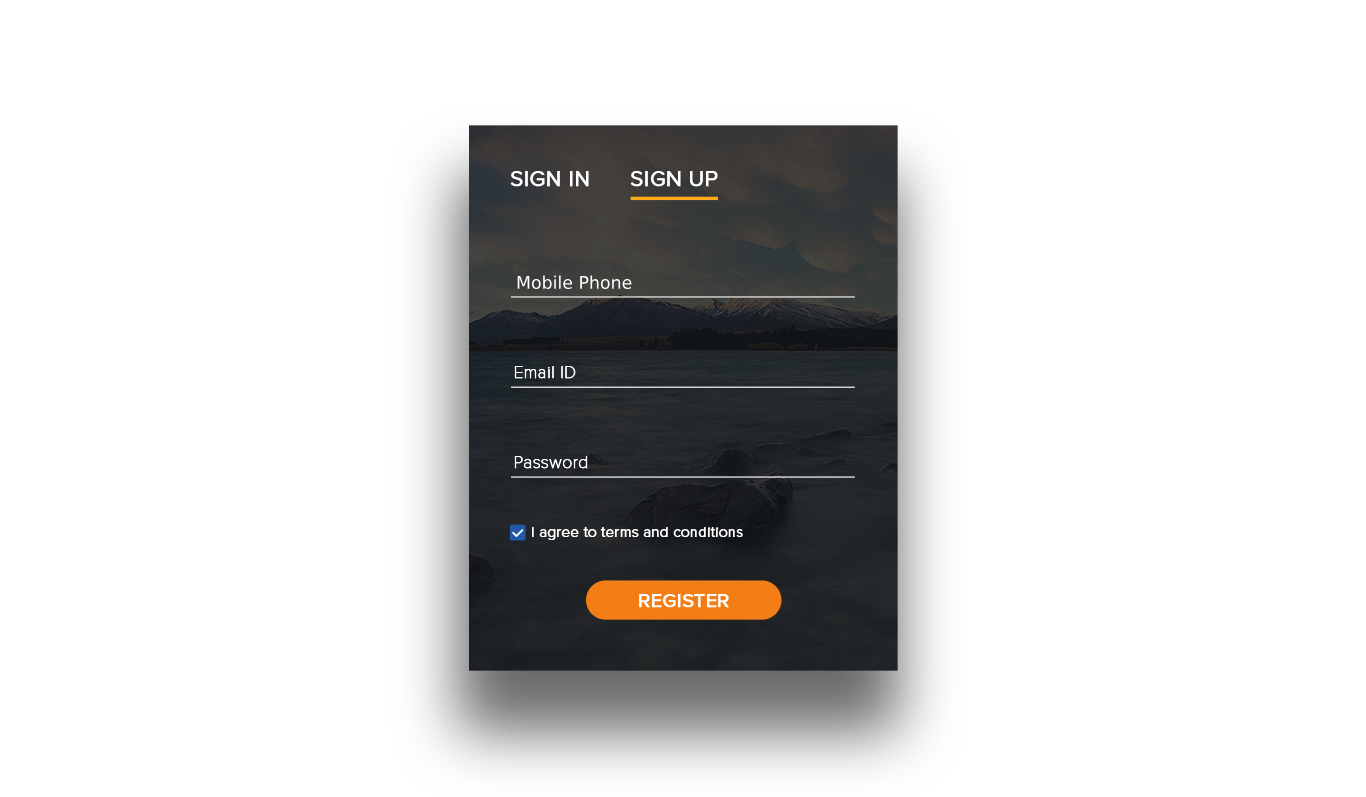 SIGN IN SIGN UP
Mobile Phone
Email ID
Password
I agree to terms and conditions
REGISTER